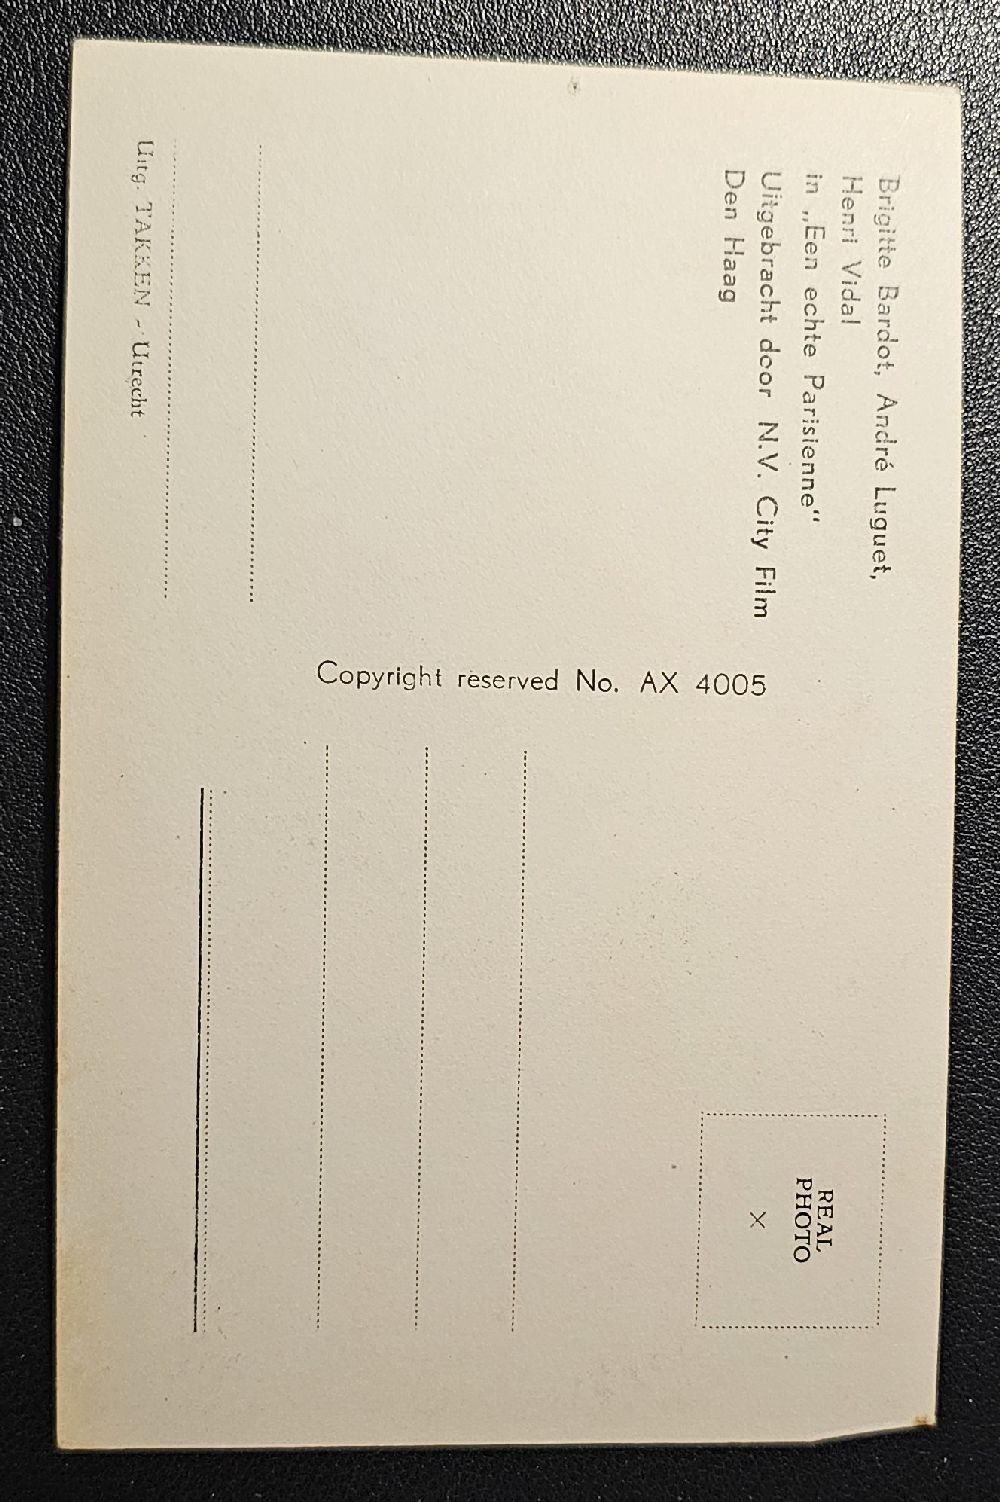 Brigitte Bardot, André Luguet,
Henri Vidal
in „Een echte Parisienne"
Uitgebracht door N.V. City Film
Den Haag
Uitg. TAKKEN - Utrecht
Copyright reserved No. AX 4005
REAL
PHOTO
X